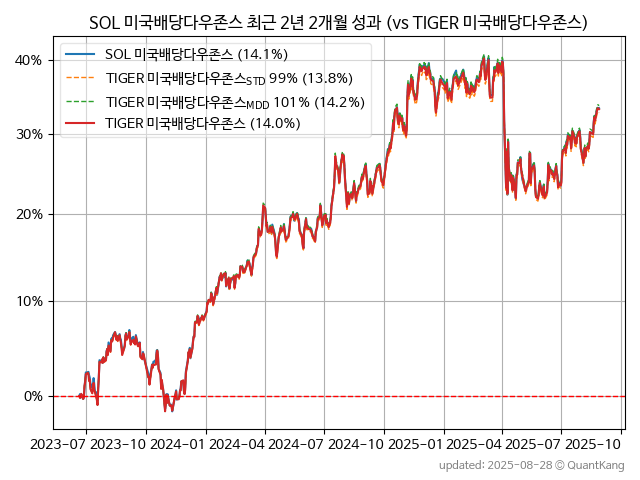 SOL 미국배당다우존스 최근 2년 2개월 성과 (vs TIGER 미국배당다우존스)
SOL 미국배당다우존스 (14.1%)
TIGER 미국배당다우존스STD 99% (13.8%)
TIGER 미국배당다우존스MDD 101% (14.2%)
TIGER 미국배당다우존스 (14.0%)
40%
30%
20%
10%
0%
2023-07 2023-10 2024-01 2024-04 2024-07 2024-10 2025-01 2025-04 2025-07 2025-10
updated: 2025-08-28 © QuantKang